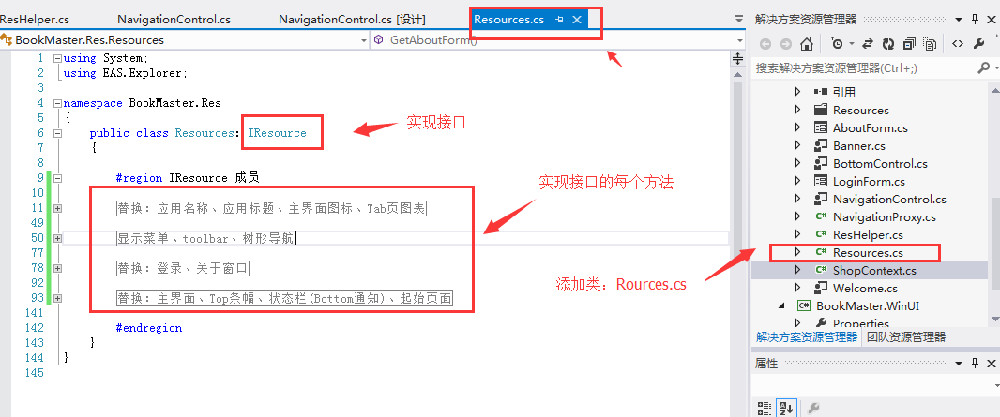 ResHelper.cs NavigationControl.cs NavigationControl.cs [设计] Resources.cs
BookMaster.Res.Resources GetAboutForm()
1 using System;
2 using EAS.Explorer;
3
4 namespace BookMaster.Res
5 {
6 public class Resources: IResource
7 {
8
9 #region IResource 成员
10
11 替换：应用名称、应用标题、主界面图标、Tab页图表
49
50 显示菜单、toolbar、树形导航
77
78 替换：登录、关于窗口
92
93 替换：主界面、Top条幅、状态栏(Bottom通知)、起始页面
141
142 #endregion
143 }
144 }
145
实现接口
实现接口的每个方法
添加类：Rources.cs
解决方案资源管理器
搜索解决方案资源管理器(Ctrl+;)
引用
Resources
AboutForm.cs
Banner.cs
BottomControl.cs
LoginForm.cs
NavigationControl.cs
NavigationProxy.cs
ResHelper.cs
Resources.cs
ShopContext.cs
Welcome.cs
BookMaster.WinUI
Properties
解决方案资源管理器 团队资源管理器
属性